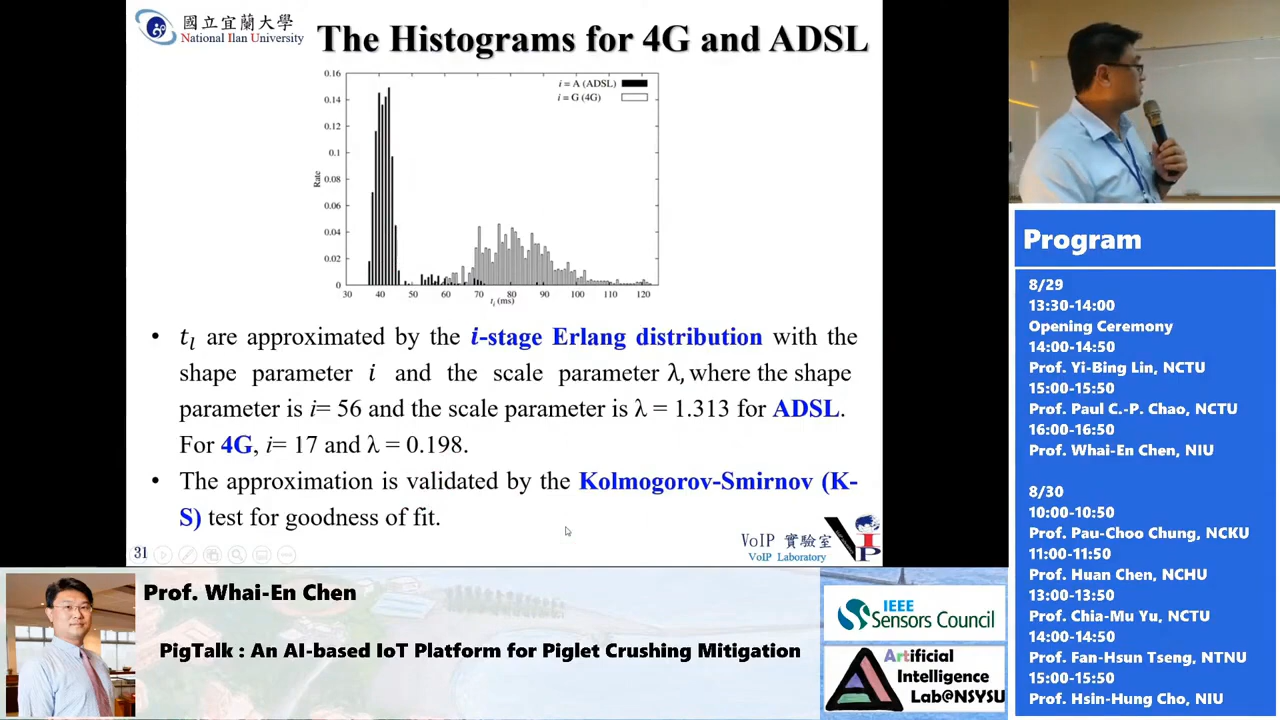 國立宜蘭大學
National Ilan University
The Histograms for 4G and ADSL
0.16
0.14
0.12
0.1
0.08
0.06
0.04
0.02
0
Rate
i = A (ADSL)
i = G (4G)
30 40 50 60 70 80 90 100 110 120
tᵢ (ms)
• tₗ are approximated by the i-stage Erlang distribution with the
shape parameter i and the scale parameter λ, where the shape
parameter is i= 56 and the scale parameter is λ = 1.313 for ADSL.
For 4G, i= 17 and λ = 0.198.
• The approximation is validated by the Kolmogorov-Smirnov (K-
S) test for goodness of fit.
31
VoIP 實驗室
VoIP Laboratory
VIP
Prof. Whai-En Chen
PigTalk : An AI-based IoT Platform for Piglet Crushing Mitigation
IEEE
Sensors Council
Artificial
Intelligence
Lab@NSYSU
Program
8/29
13:30-14:00
Opening Ceremony
14:00-14:50
Prof. Yi-Bing Lin, NCTU
15:00-15:50
Prof. Paul C.-P. Chao, NCTU
16:00-16:50
Prof. Whai-En Chen, NIU
8/30
10:00-10:50
Prof. Pau-Choo Chung, NCKU
11:00-11:50
Prof. Huan Chen, NCHU
13:00-13:50
Prof. Chia-Mu Yu, NCTU
14:00-14:50
Prof. Fan-Hsun Tseng, NTNU
15:00-15:50
Prof. Hsin-Hung Cho, NIU